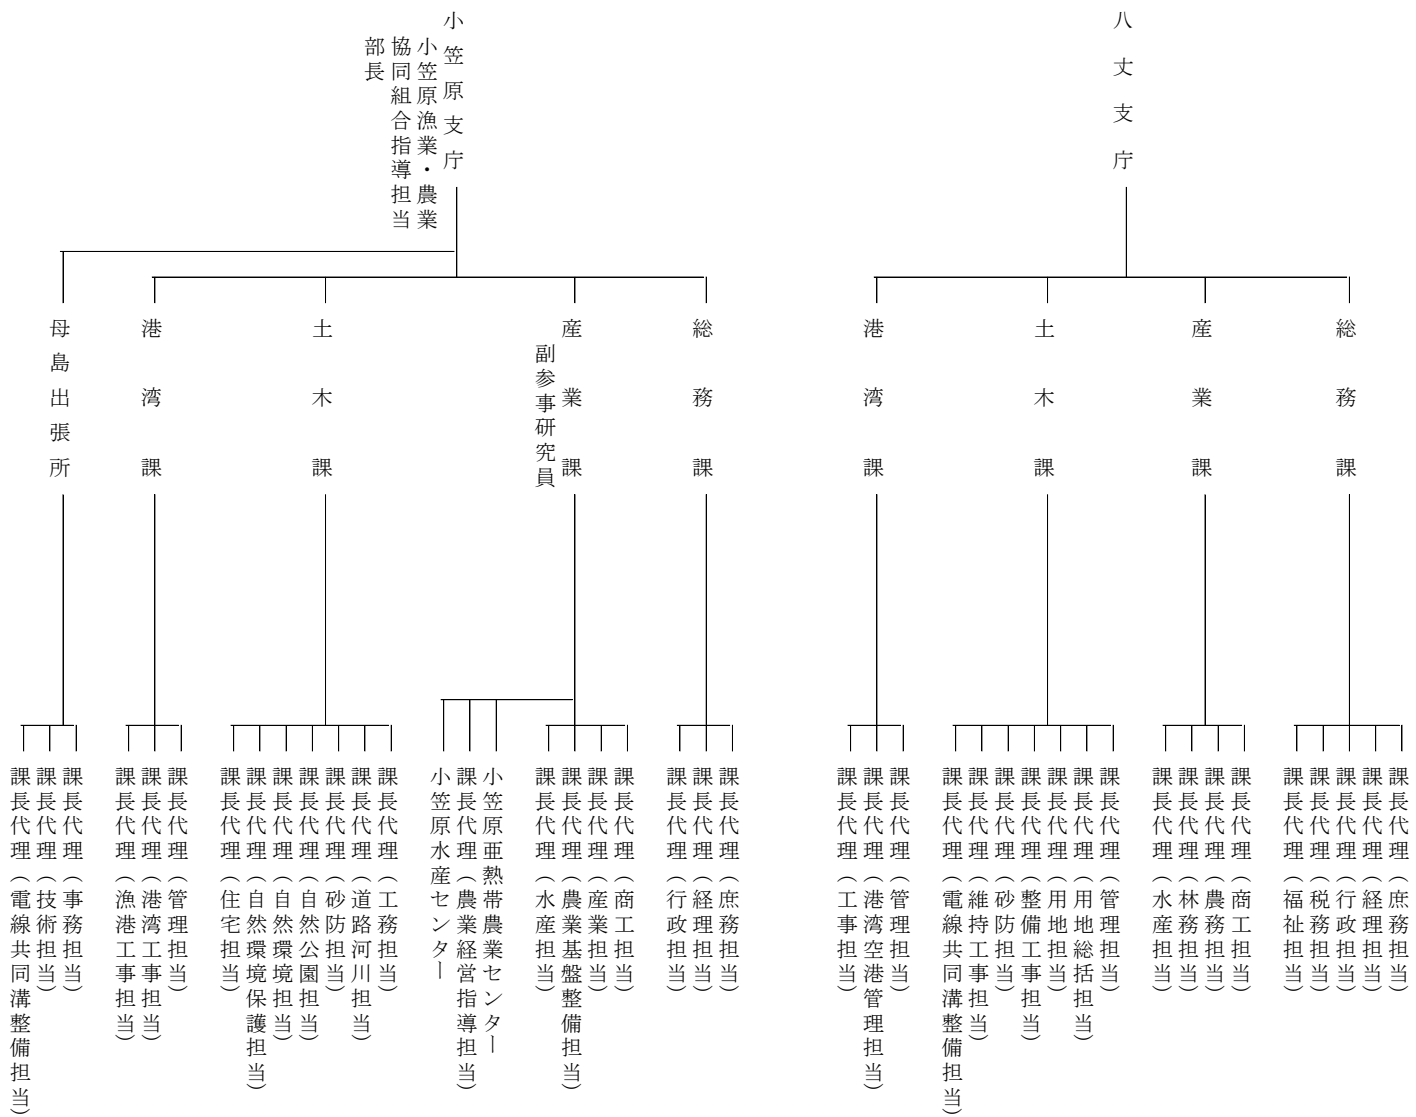 八丈支庁
総務課
課長代理（庶務担当）
課長代理（経理担当）
課長代理（行政担当）
課長代理（税務担当）
課長代理（福祉担当）
産業課
課長代理（商工担当）
課長代理（農務担当）
課長代理（林務担当）
課長代理（水産担当）
土木課
課長代理（管理担当）
課長代理（用地総括担当）
課長代理（用地担当）
課長代理（整備工事担当）
課長代理（砂防担当）
課長代理（維持工事担当）
課長代理（電線共同溝整備担当）
港湾課
課長代理（管理担当）
課長代理（港湾空港管理担当）
課長代理（工事担当）
小笠原支庁
小笠原漁業・農業
協同組合指導担当
部長
総務課
課長代理（庶務担当）
課長代理（経理担当）
課長代理（行政担当）
産業課
副参事研究員
課長代理（商工担当）
課長代理（産業担当）
課長代理（農業基盤整備担当）
課長代理（水産担当）
小笠原亜熱帯農業センター
課長代理（農業経営指導担当）
小笠原水産センター
土木課
課長代理（工務担当）
課長代理（道路河川担当）
課長代理（砂防担当）
課長代理（自然公園担当）
課長代理（自然環境担当）
課長代理（自然環境保護担当）
課長代理（住宅担当）
港湾課
課長代理（管理担当）
課長代理（港湾工事担当）
課長代理（漁港工事担当）
母島出張所
課長代理（事務担当）
課長代理（技術担当）
課長代理（電線共同溝整備担当）